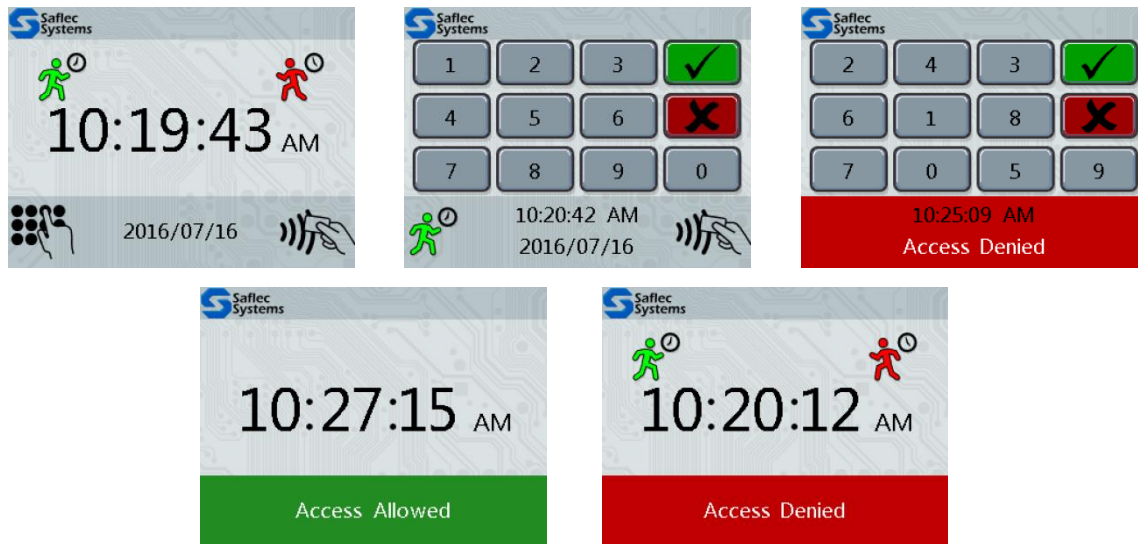 Saflec
Systems
10:19:43 AM
2016/07/16
Saflec
Systems
1 2 3
4 5 6
7 8 9 0
10:20:42 AM
2016/07/16
Saflec
Systems
2 4 3
6 1 8
7 0 5 9
10:25:09 AM
Access Denied
Saflec
Systems
10:27:15 AM
Access Allowed
Saflec
Systems
10:20:12 AM
Access Denied